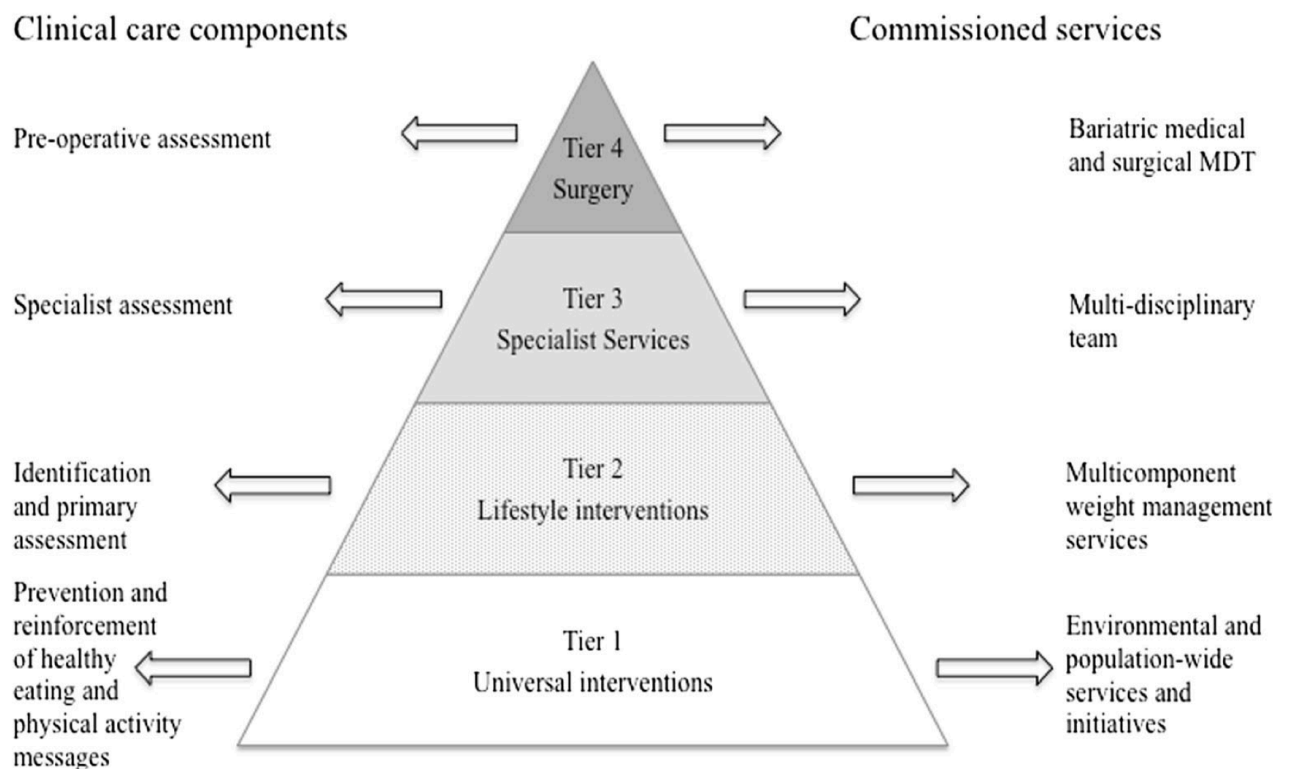 Clinical care components
Commissioned services
Pre-operative assessment
Tier 4
Surgery
Bariatric medical
and surgical MDT
Specialist assessment
Tier 3
Specialist Services
Multi-disciplinary
team
Identification
and primary
assessment
Tier 2
Lifestyle interventions
Multicomponent
weight management
services
Prevention and
reinforcement
of healthy
eating and
physical activity
messages
Tier 1
Universal interventions
Environmental and
population-wide
services and
initiatives